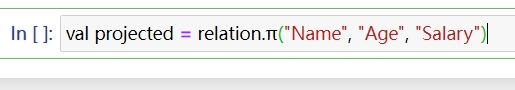 In [ ]: val projected = relation.π("Name", "Age", "Salary")